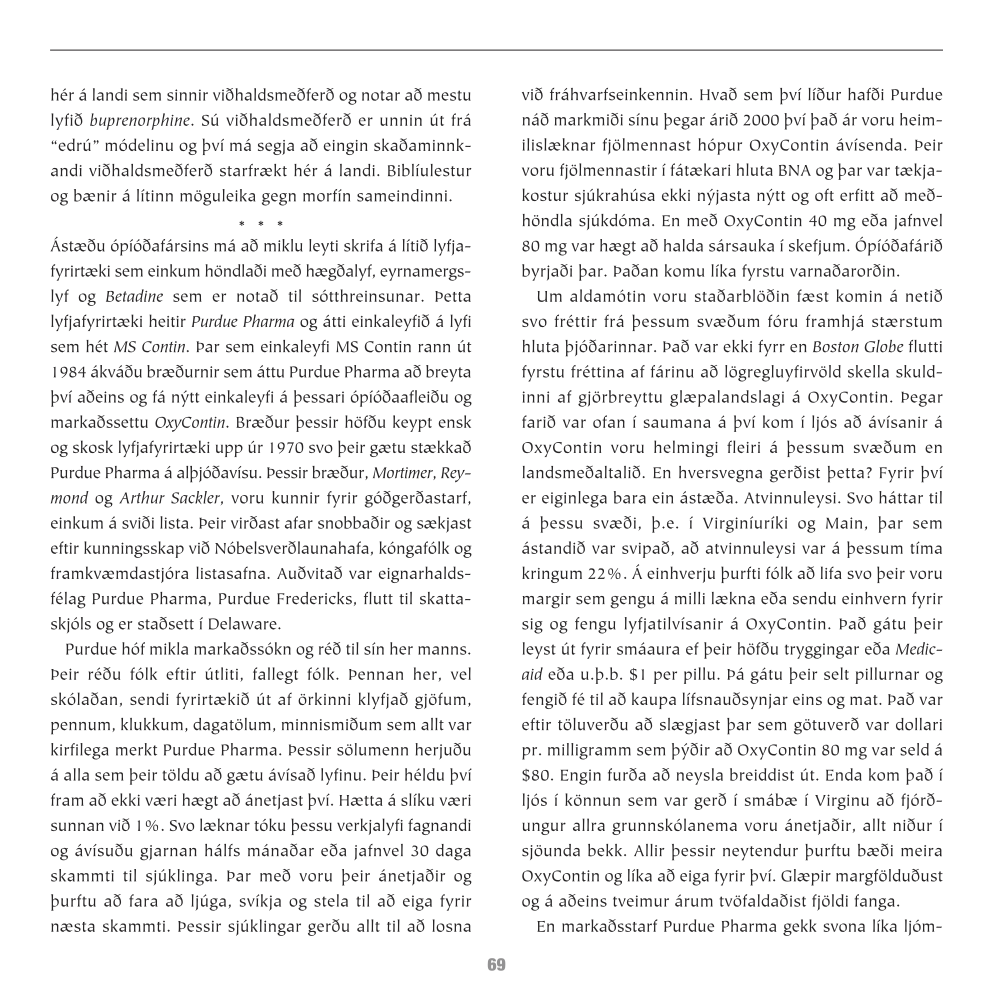 hér á landi sem sinnir viðhaldsmeðferð og notar að mestu
lyfið buprenorphine. Sú viðhaldsmeðferð er unnin út frá
“edrú” módelinu og því má segja að eingin skaðaminnk-
andi viðhaldsmeðferð starfrækt hér á landi. Biblíulestur
og bænir á lítinn möguleika gegn morfín sameindinni.
* * *
Ástæðu ópíóðafársins má að miklu leyti skrifa á lítið lyfja-
fyrirtæki sem einkum höndlaði með hægðalyf, eyrnamergs-
lyf og Betadine sem er notað til sótthreinsunar. Þetta
lyfjafyrirtæki heitir Purdue Pharma og átti einkaleyfið á lyfi
sem hét MS Contin. Þar sem einkaleyfi MS Contin rann út
1984 ákváðu bræðurnir sem áttu Purdue Pharma að breyta
því aðeins og fá nýtt einkaleyfi á þessari ópíóðaafleiðu og
markaðssettu OxyContin. Bræður þessir höfðu keypt ensk
og skosk lyfjafyrirtæki upp úr 1970 svo þeir gætu stækkað
Purdue Pharma á alþjóðavísu. Þessir bræður, Mortimer, Rey-
mond og Arthur Sackler, voru kunnir fyrir góðgerðastarf,
einkum á sviði lista. Þeir virðast afar snobbaðir og sækjast
eftir kunningsskap við Nóbelsverðlaunahafa, kóngafólk og
framkvæmdastjóra listasafna. Auðvitað var eignarhalds-
félag Purdue Pharma, Purdue Fredericks, flutt til skatta-
skjóls og er staðsett í Delaware.
Purdue hóf mikla markaðssókn og réð til sín her manns.
Þeir réðu fólk eftir útliti, fallegt fólk. Þennan her, vel
skólaðan, sendi fyrirtækið út af örkinni klyfjað gjöfum,
pennum, klukkum, dagatölum, minnismiðum sem allt var
kirfilega merkt Purdue Pharma. Þessir sölumenn herjuðu
á alla sem þeir töldu að gætu ávísað lyfinu. Þeir héldu því
fram að ekki væri hægt að ánetjast því. Hætta á slíku væri
sunnan við 1%. Svo læknar tóku þessu verkjalyfi fagnandi
og ávísuðu gjarnan hálfs mánaðar eða jafnvel 30 daga
skammti til sjúklinga. Þar með voru þeir ánetjaðir og
þurftu að fara að ljúga, svíkja og stela til að eiga fyrir
næsta skammti. Þessir sjúklingar gerðu allt til að losna
við fráhvarfseinkennin. Hvað sem því líður hafði Purdue
náð markmiði sínu þegar árið 2000 því það ár voru heim-
ilislæknar fjölmennast hópur OxyContin ávísenda. Þeir
voru fjölmennastir í fátækari hluta BNA og þar var tækja-
kostur sjúkrahúsa ekki nýjasta nýtt og oft erfitt að með-
höndla sjúkdóma. En með OxyContin 40 mg eða jafnvel
80 mg var hægt að halda sársauka í skefjum. Ópíóðafárið
byrjaði þar. Þaðan komu líka fyrstu varnaðarorðin.
Um aldamótin voru staðarblöðin fæst komin á netið
svo fréttir frá þessum svæðum fóru framhjá stærstum
hluta þjóðarinnar. Það var ekki fyrr en Boston Globe flutti
fyrstu fréttina af fárinu að lögregluyfirvöld skella skuld-
inni af gjörbreyttu glæpalandslagi á OxyContin. Þegar
farið var ofan í saumana á því kom í ljós að ávísanir á
OxyContin voru helmingi fleiri á þessum svæðum en
landsmeðaltalið. En hversvegna gerðist þetta? Fyrir því
er eiginlega bara ein ástæða. Atvinnuleysi. Svo háttar til
á þessu svæði, þ.e. í Virginíuríki og Main, þar sem
ástandið var svipað, að atvinnuleysi var á þessum tíma
kringum 22%. Á einhverju þurfti fólk að lifa svo þeir voru
margir sem gengu á milli lækna eða sendu einhvern fyrir
sig og fengu lyfjatilvísanir á OxyContin. Það gátu þeir
leyst út fyrir smáaura ef þeir höfðu tryggingar eða Medic-
aid eða u.þ.b. $1 per pillu. Þá gátu þeir selt pillurnar og
fengið fé til að kaupa lífsnauðsynjar eins og mat. Það var
eftir töluverðu að slægjast þar sem götuverð var dollari
pr. milligramm sem þýðir að OxyContin 80 mg var seld á
$80. Engin furða að neysla breiddist út. Enda kom það í
ljós í könnun sem var gerð í smábæ í Virginu að fjórð-
ungur allra grunnskólanema voru ánetjaðir, allt niður í
sjöunda bekk. Allir þessir neytendur þurftu bæði meira
OxyContin og líka að eiga fyrir því. Glæpir margfölduðust
og á aðeins tveimur árum tvöfaldaðist fjöldi fanga.
En markaðsstarf Purdue Pharma gekk svona líka ljóm-
69